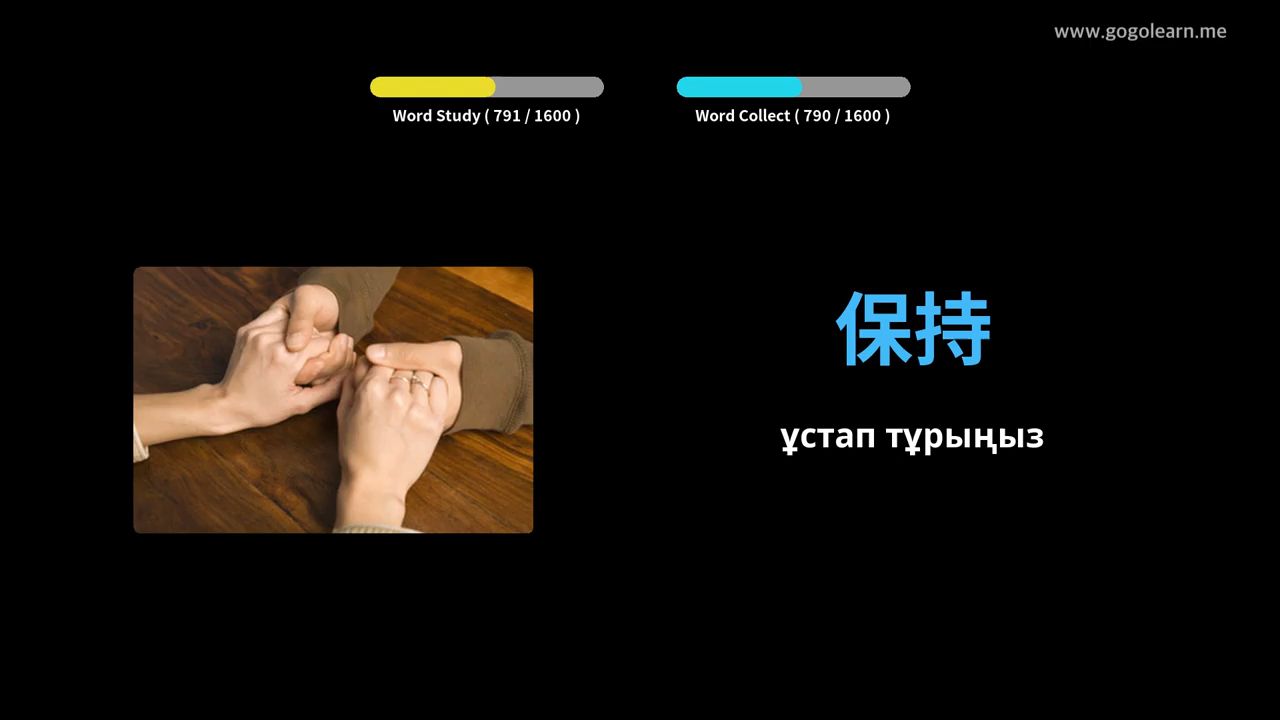 www.gogolearn.me
Word Study ( 791 / 1600 )
Word Collect ( 790 / 1600 )
保持
ұстап тұрыңыз